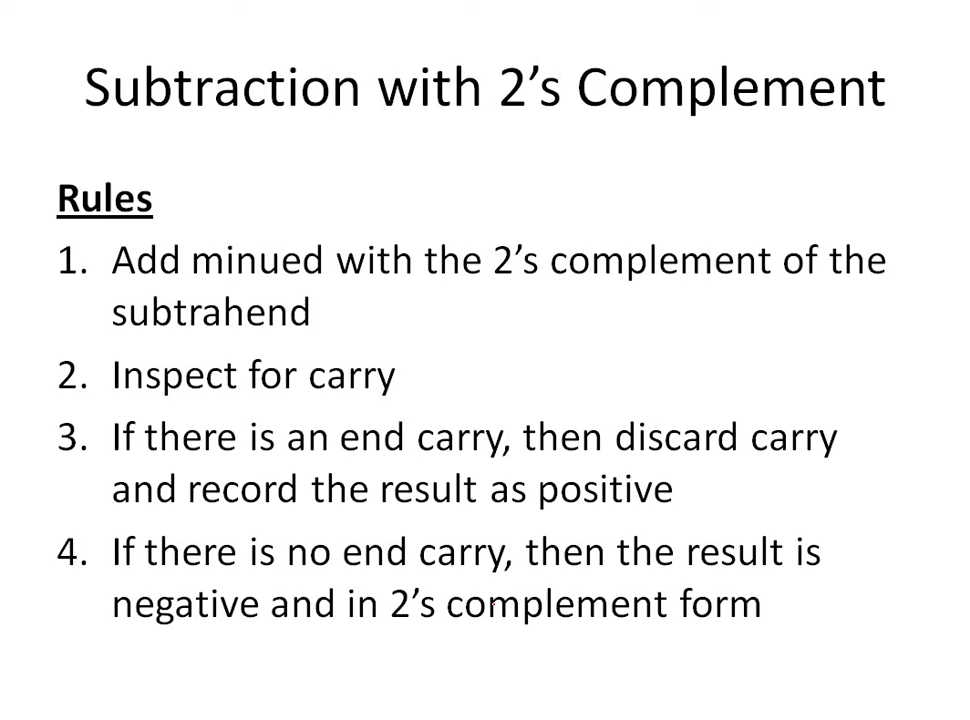 Subtraction with 2’s Complement
Rules
1. Add minued with the 2’s complement of the
subtrahend
2. Inspect for carry
3. If there is an end carry, then discard carry
and record the result as positive
4. If there is no end carry, then the result is
negative and in 2’s complement form